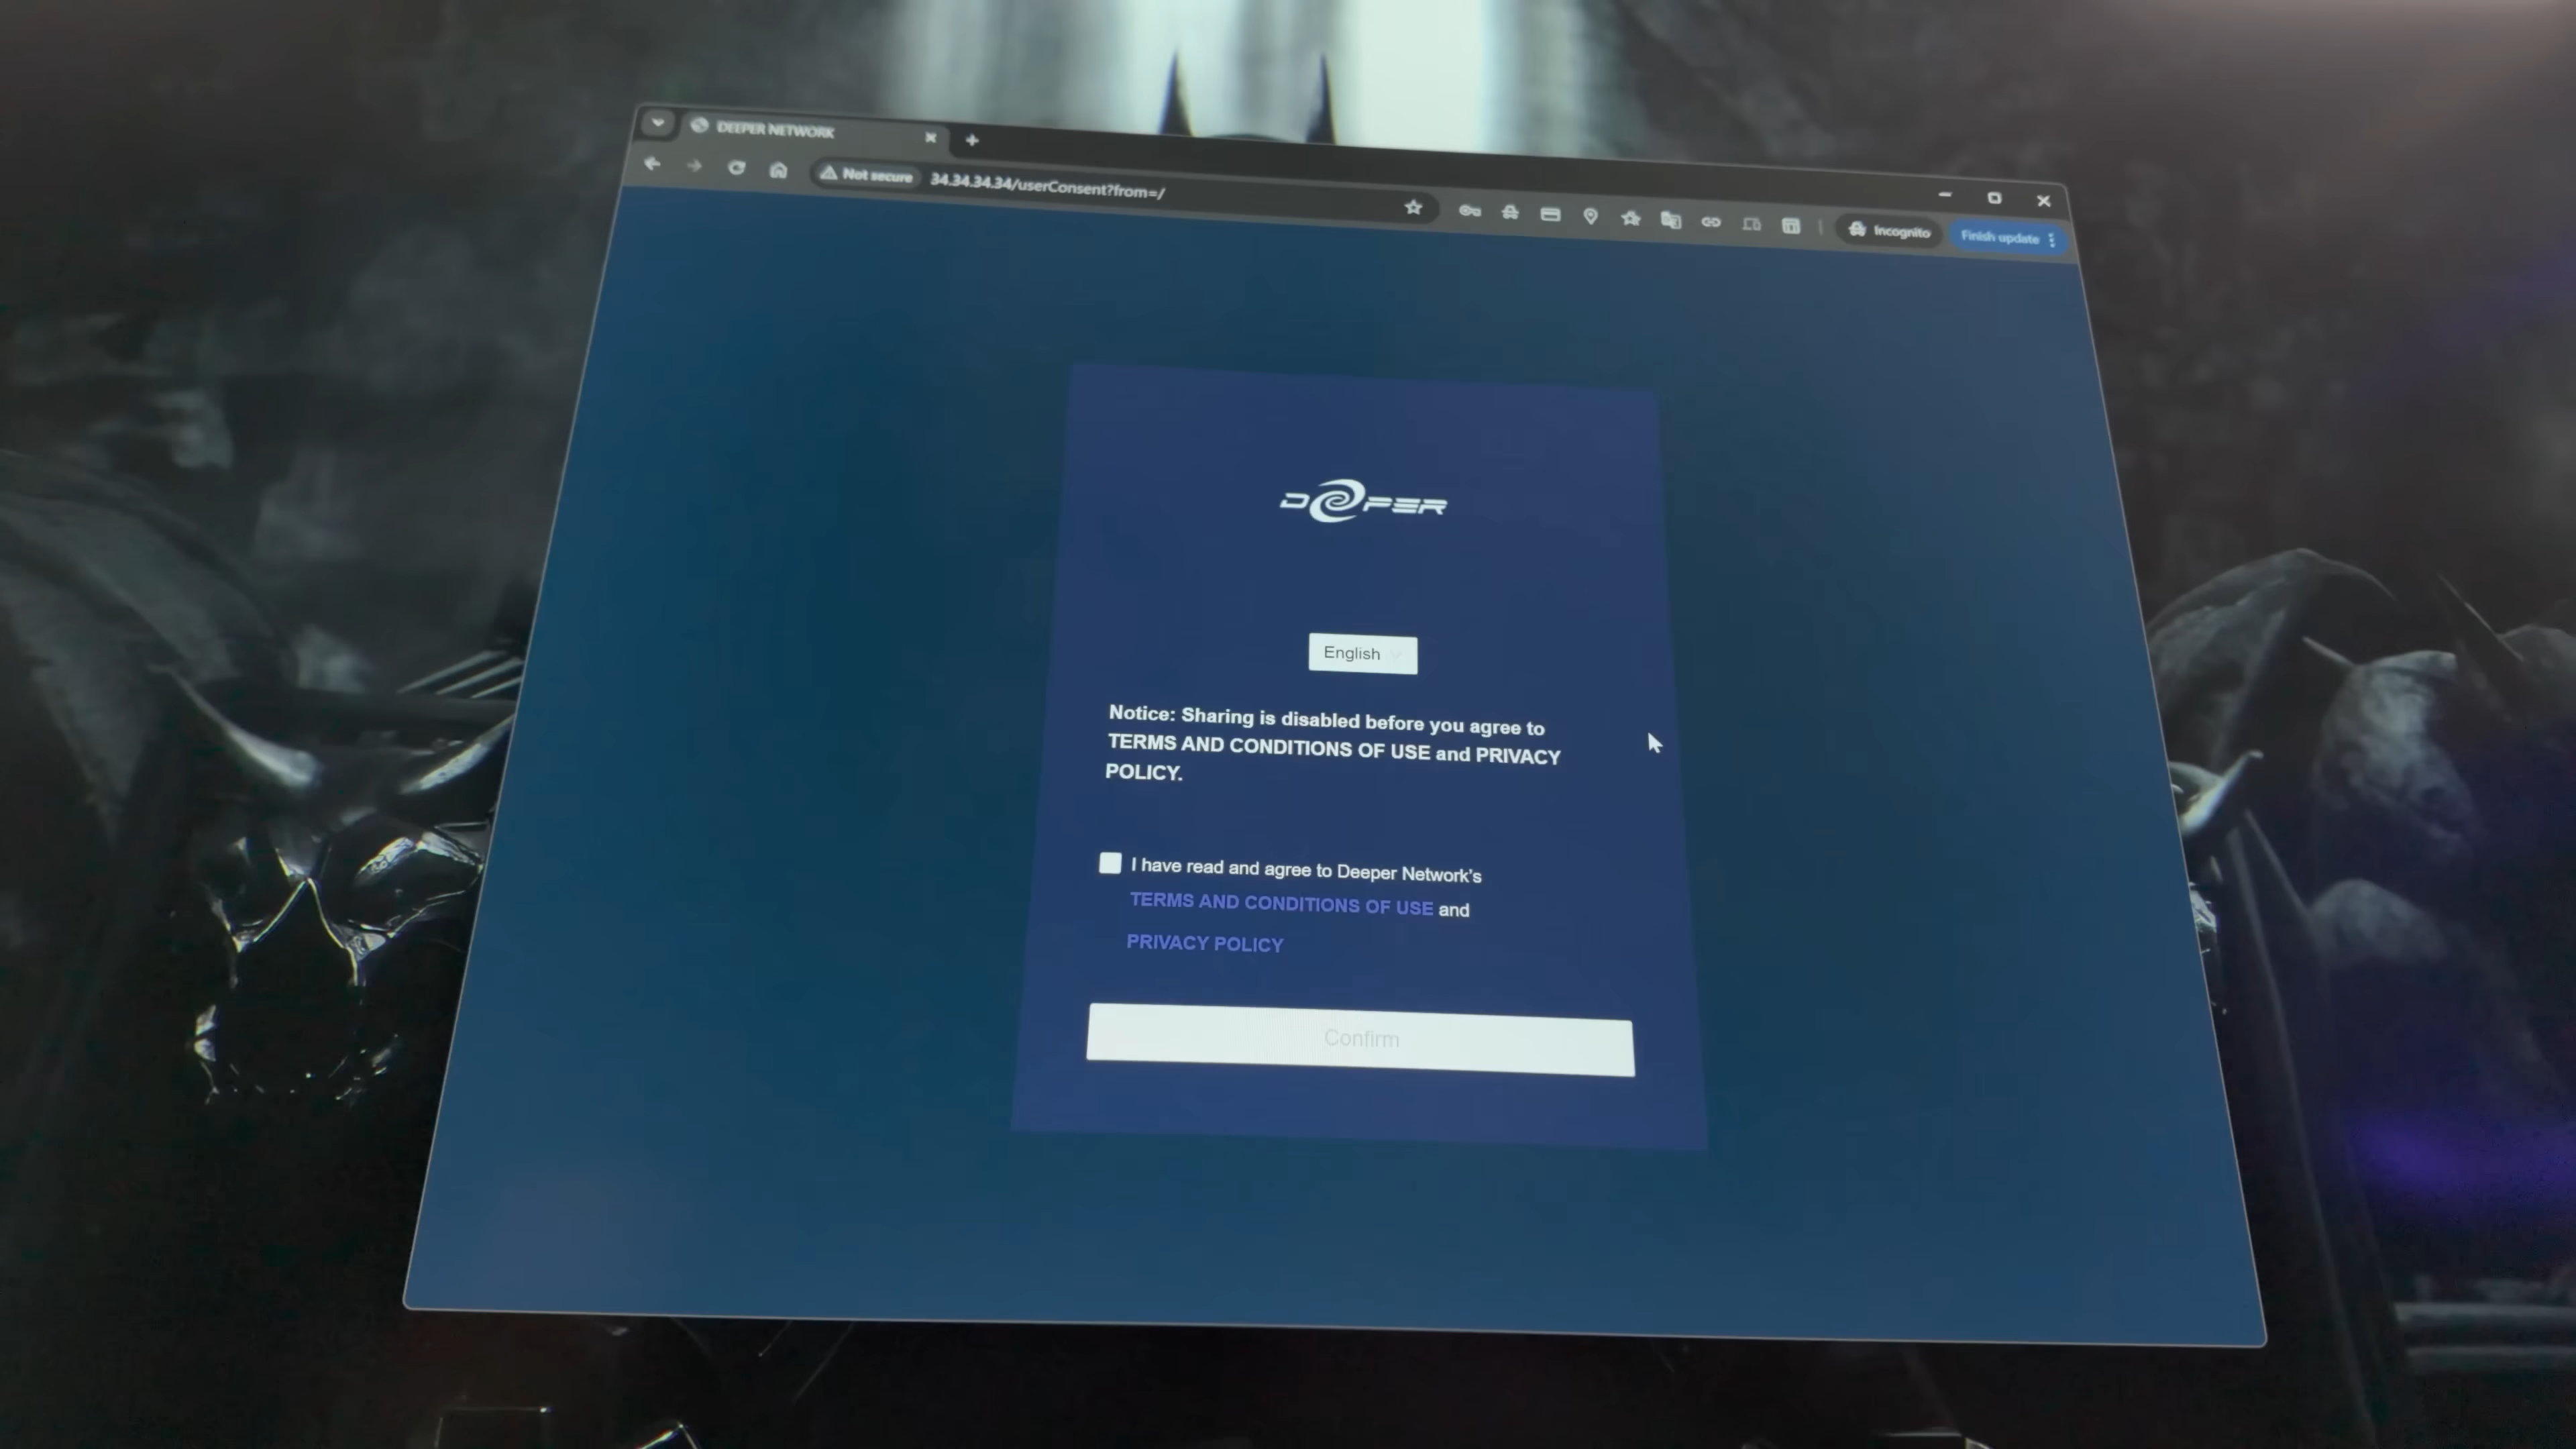 DEEPER NETWORK
Not secure 34.34.34.34/userConsent?from=/
Incognito
Finish update
DEEPER
English
Notice: Sharing is disabled before you agree to
TERMS AND CONDITIONS OF USE and PRIVACY
POLICY.
I have read and agree to Deeper Network's
TERMS AND CONDITIONS OF USE and
PRIVACY POLICY
Confirm